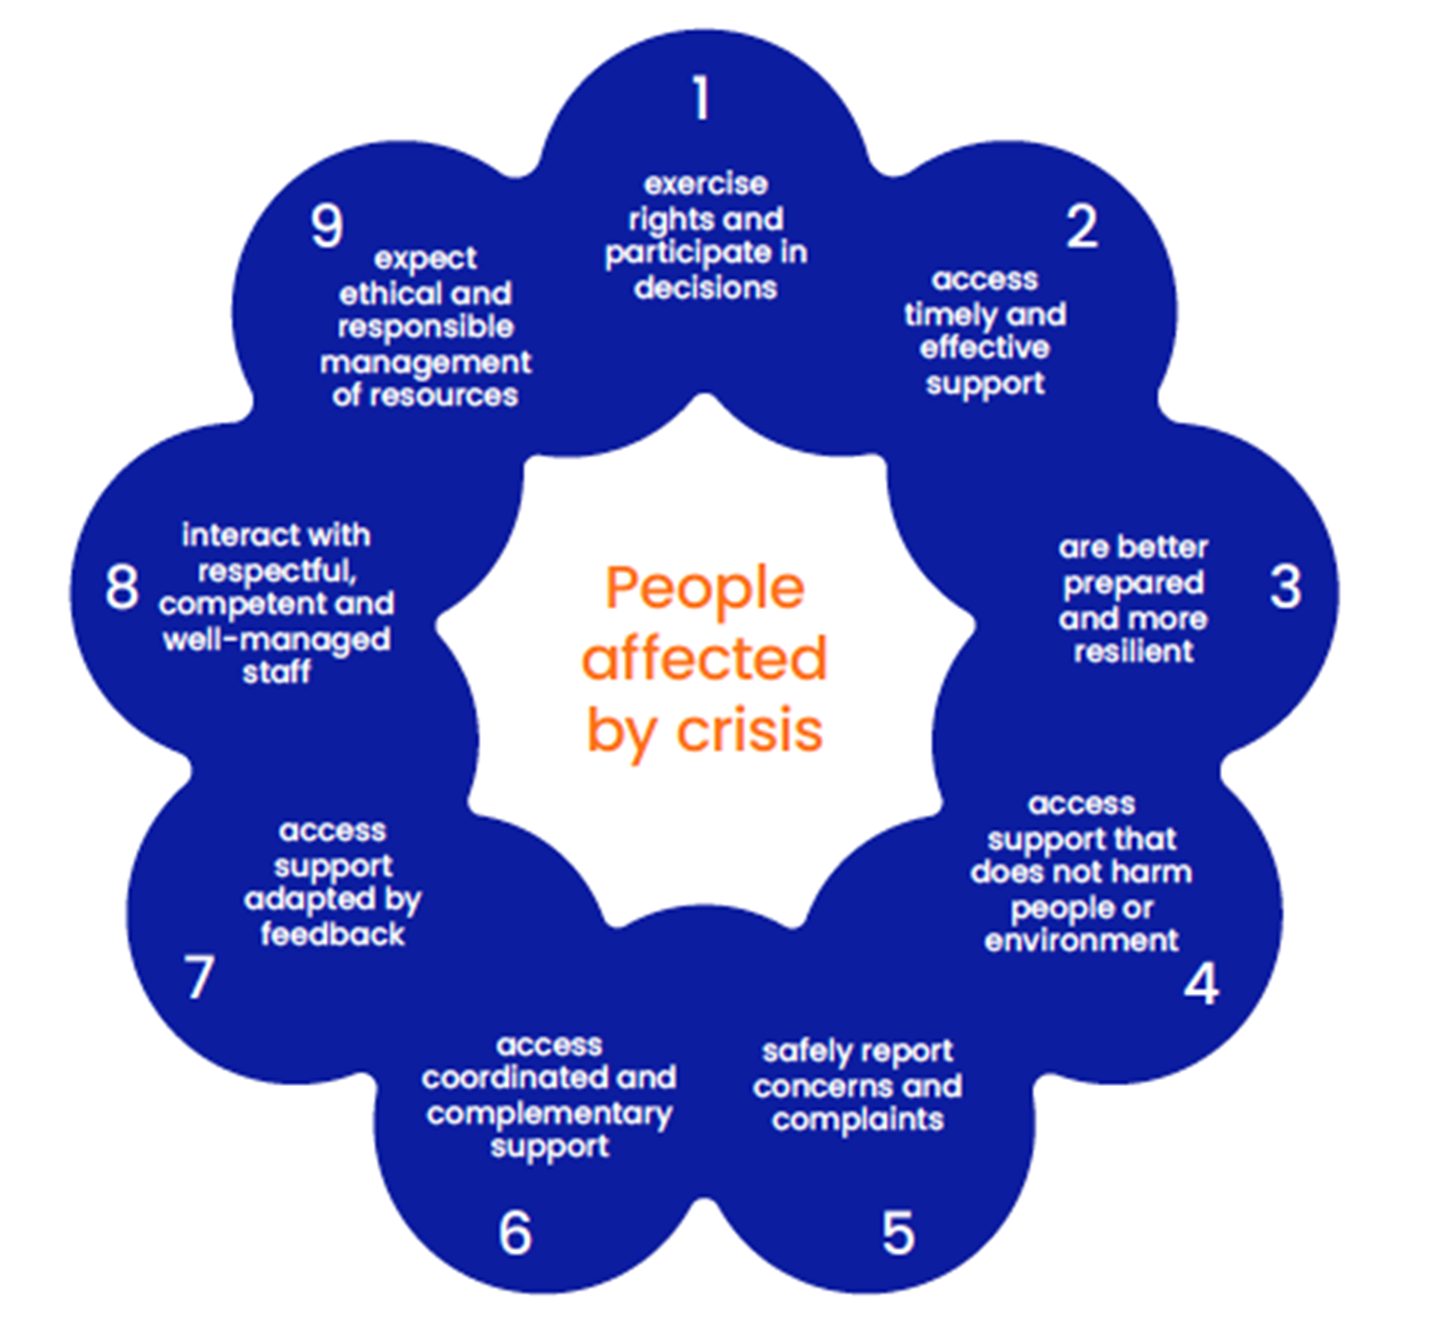 1
exercise
rights and
participate in
decisions
2
access
timely and
effective
support
3
are better
prepared
and more
resilient
4
access
support that
does not harm
people or
environment
5
safely report
concerns and
complaints
6
access
coordinated and
complementary
support
7
access
support
adapted by
feedback
8
interact with
respectful,
competent and
well-managed
staff
9
expect
ethical and
responsible
management
of resources
People
affected
by crisis